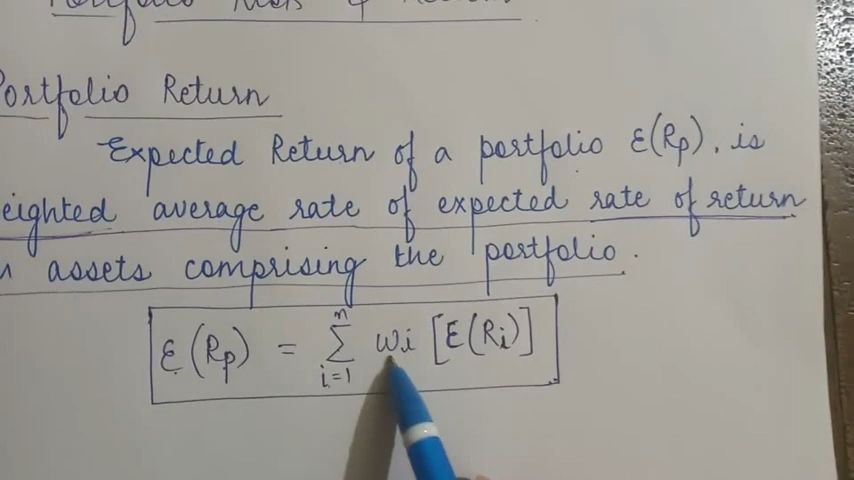 Portfolio Return
Expected Return of a portfolio E(Rp), is
eighted average rate of expected rate of return
n assets comprising the portfolio.
E(Rp) = n∑i=1 wi [E(Ri)]